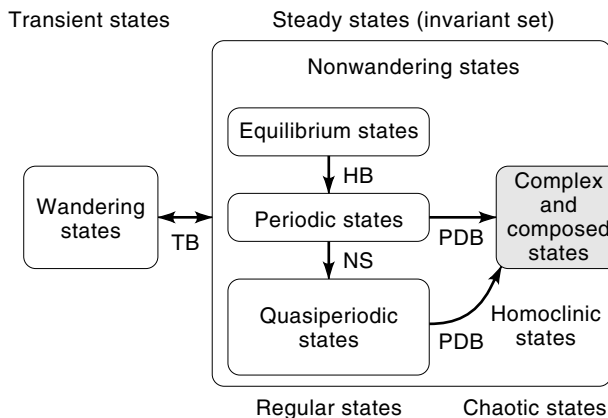 Transient states
Steady states (invariant set)
Nonwandering states
Equilibrium states
HB
Wandering
states
TB
Periodic states
PDB
Complex
and
composed
states
NS
Quasiperiodic
states
PDB
Homoclinic
states
Regular states
Chaotic states